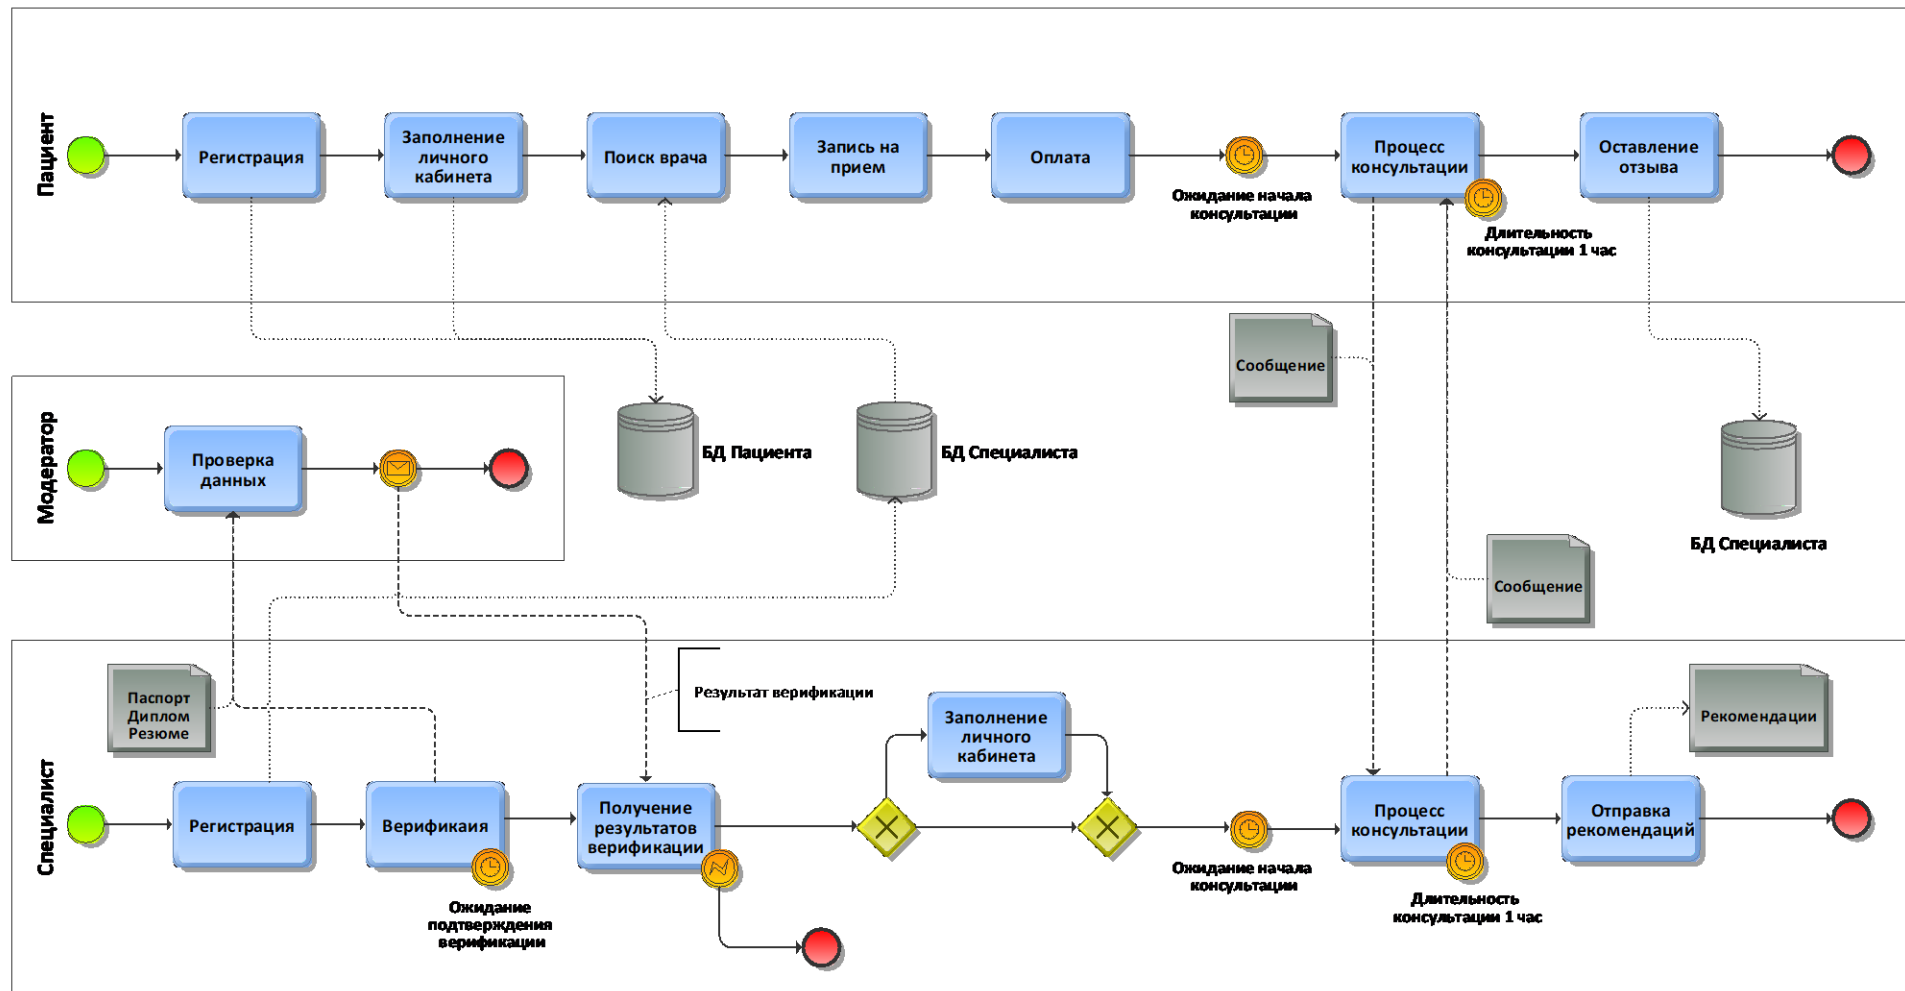 Пациент
Регистрация
Заполнение
личного
кабинета
Поиск врача
Запись на
прием
Оплата
Ожидание начала
консультации
Процесс
консультации
Длительность
консультации 1 час
Оставление
отзыва
Сообщение
Модератор
Проверка
данных
БД Пациента
БД Специалиста
БД Специалиста
Сообщение
Специалист
Паспорт
Диплом
Резюме
Регистрация
Верификаия
Ожидание
подтверждения
верификации
Получение
результатов
верификации
Результат верификации
Заполнение
личного
кабинета
Ожидание начала
консультации
Процесс
консультации
Длительность
консультации 1 час
Отправка
рекомендаций
Рекомендации